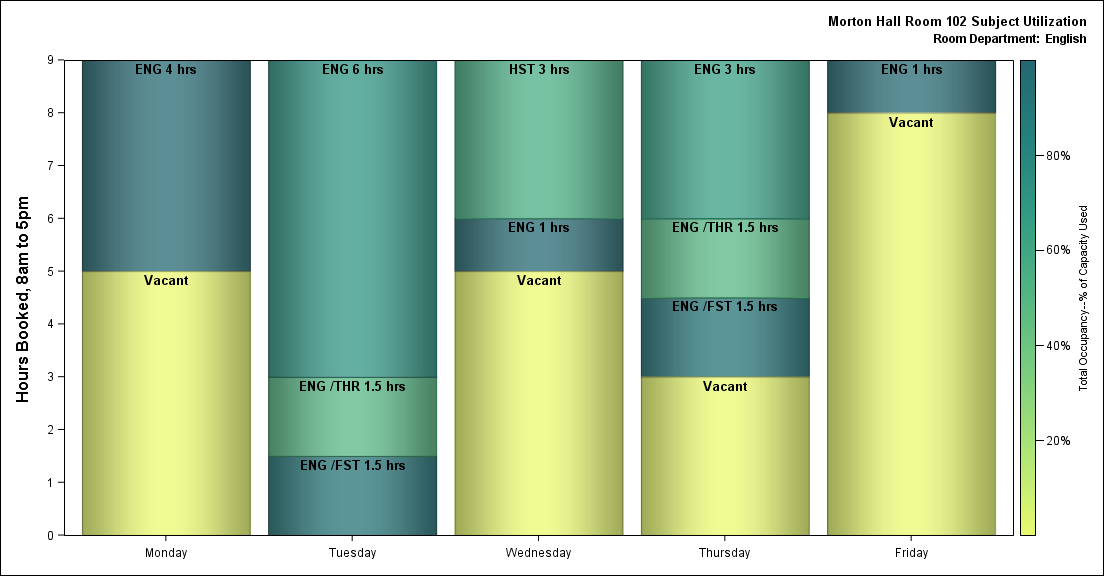 Morton Hall Room 102 Subject Utilization
Room Department: English
Hours Booked, 8am to 5pm
9
8
7
6
5
4
3
2
1
0
ENG 4 hrs
Vacant
ENG 6 hrs
ENG /THR 1.5 hrs
ENG /FST 1.5 hrs
HST 3 hrs
ENG 1 hrs
Vacant
ENG 3 hrs
ENG /THR 1.5 hrs
ENG /FST 1.5 hrs
Vacant
ENG 1 hrs
Vacant
Monday
Tuesday
Wednesday
Thursday
Friday
80%
60%
40%
20%
Total Occupancy--% of Capacity Used